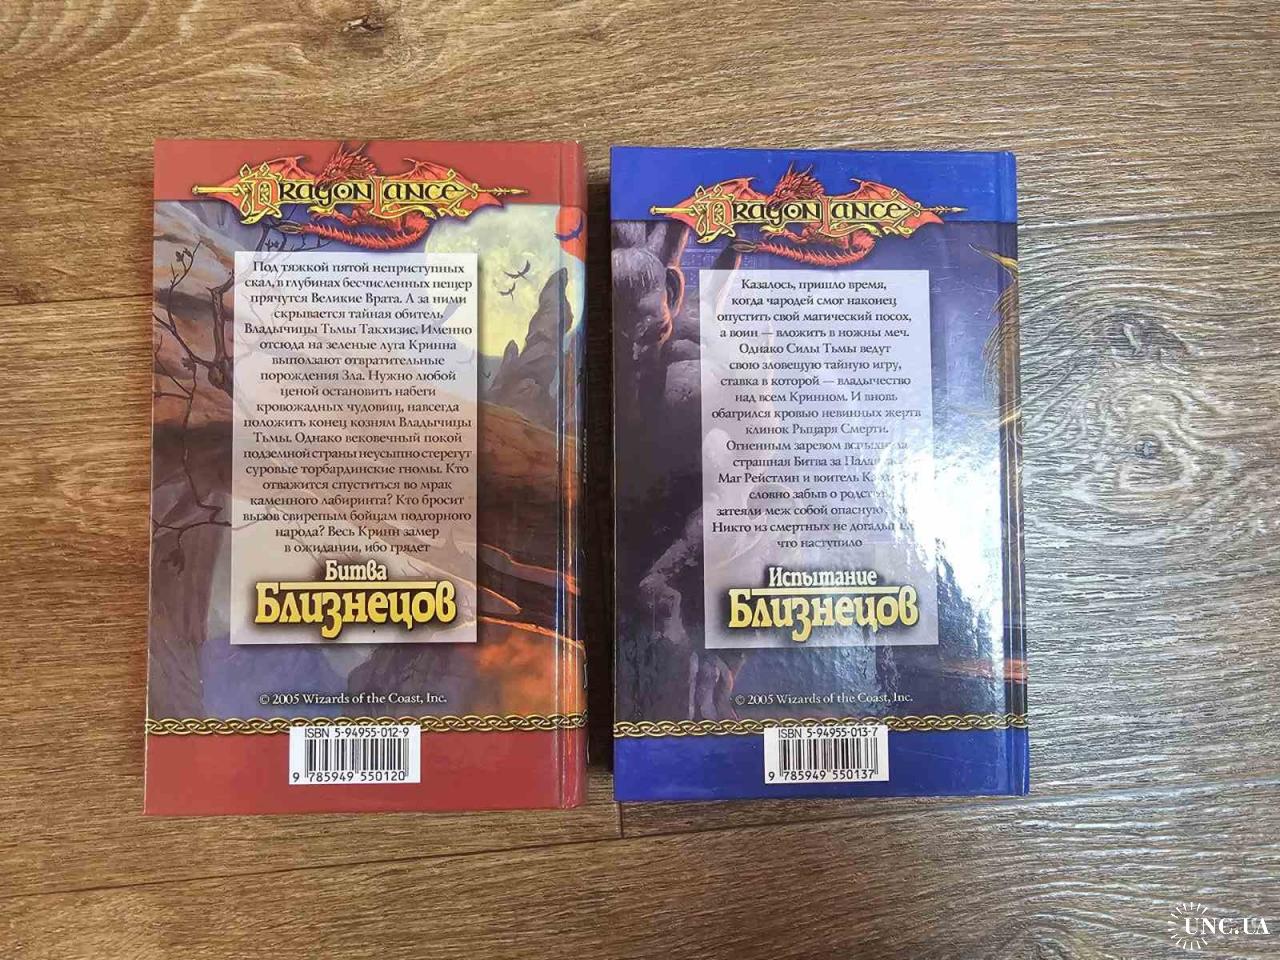 DRAGONLANCE
Под тяжкой пятой неприступных
скал, в глубинах бесчисленных пещер
прячутся Великие Врата. А за ними
скрывается тайная обитель
Владычицы Тьмы Такхизис. Именно
отсюда на зеленые луга Кринна
выползают отвратительные
порождения Зла. Нужно любой
ценой остановить набеги
кровожадных чудовищ, навсегда
положить конец козням Владычицы
Тьмы. Однако вековечный покой
подземной страны неусыпно стерегут
суровые торбардинские гномы. Кто
отважится спуститься во мрак
каменного лабиринта? Кто бросит
вызов свирепым бойцам подгорного
народа? Весь Кринн замер
в ожидании, ибо грядет
Битва
Близнецов
© 2005 Wizards of the Coast, Inc.
ISBN 5-94955-012-9
9 785949 550120
DRAGONLANCE
Казалось, пришло время,
когда чародей смог наконец
опустить свой магический посох,
а воин — вложить в ножны меч.
Однако Силы Тьмы ведут
свою зловещую тайную игру,
ставка в которой — владычество
над всем Кринном. И вновь
обагрился кровью невинных жертв
клинок Рыцаря Смерти.
Огненным заревом
страшная Битва за
Маг Рейстлин и воитель
словно забыв о
затеяли меж собой опасную
Никто из смертных не
что наступило
Испытание
Близнецов
© 2005 Wizards of the Coast, Inc.
ISBN 5-94955-013-7
9 785949 550137
UNC.UA